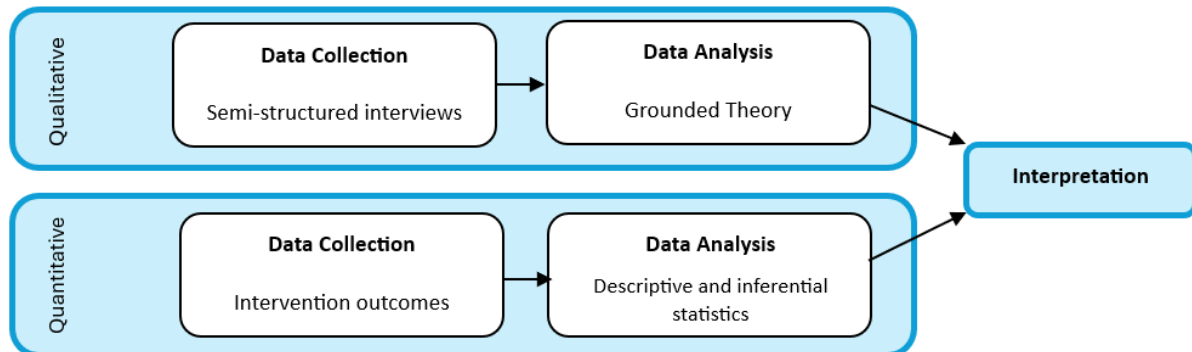 Qualitative
Data Collection
Semi-structured interviews
Data Analysis
Grounded Theory
Interpretation
Quantitative
Data Collection
Intervention outcomes
Data Analysis
Descriptive and inferential
statistics